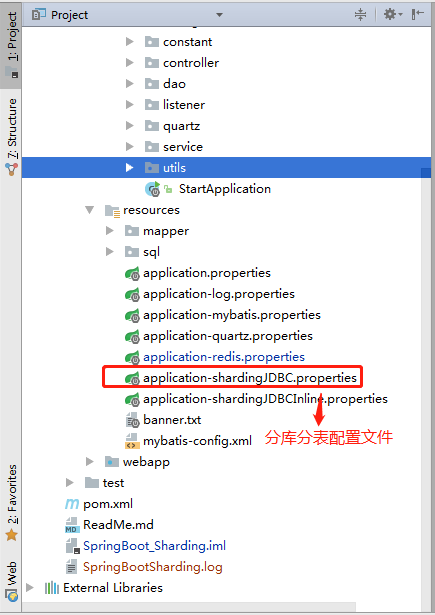 Project
1: Project
7: Structure
2: Favorites
Web
constant
controller
dao
listener
quartz
service
utils
StartApplication
resources
mapper
sql
application.properties
application-log.properties
application-mybatis.properties
application-quartz.properties
application-redis.properties
application-shardingJDBC.properties
application-shardingJDBCInline.properties
banner.txt
分库分表配置文件
mybatis-config.xml
webapp
test
pom.xml
MD
ReadMe.md
SpringBoot_Sharding.iml
SpringBootSharding.log
External Libraries